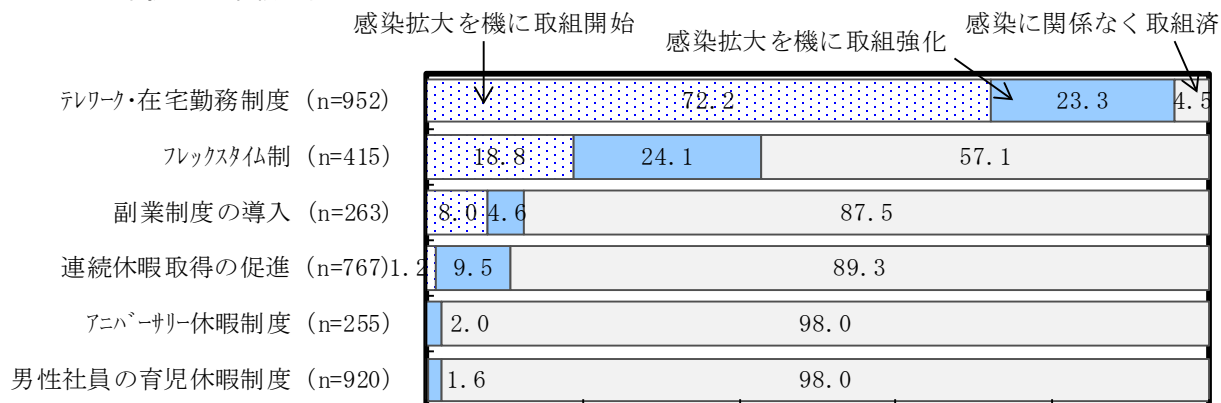 感染拡大を機に取組開始
感染拡大を機に取組強化
感染に関係なく取組済
ﾃﾚﾜｰｸ・在宅勤務制度 (n=952) 72.2 23.3 4.5
ﾌﾚｯｸｽﾀｲﾑ制 (n=415) 18.8 24.1 57.1
副業制度の導入 (n=263) 8.0 4.6 87.5
連続休暇取得の促進 (n=767) 1.2 9.5 89.3
ｱﾆﾊﾞｰｻﾘｰ休暇制度 (n=255) 2.0 98.0
男性社員の育児休暇制度 (n=920) 1.6 98.0